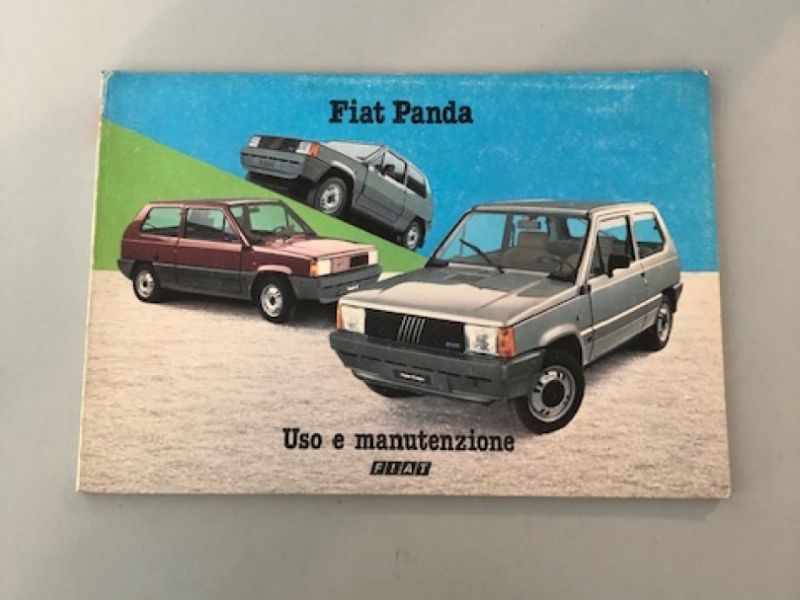 Fiat Panda
Uso e manutenzione
FIAT